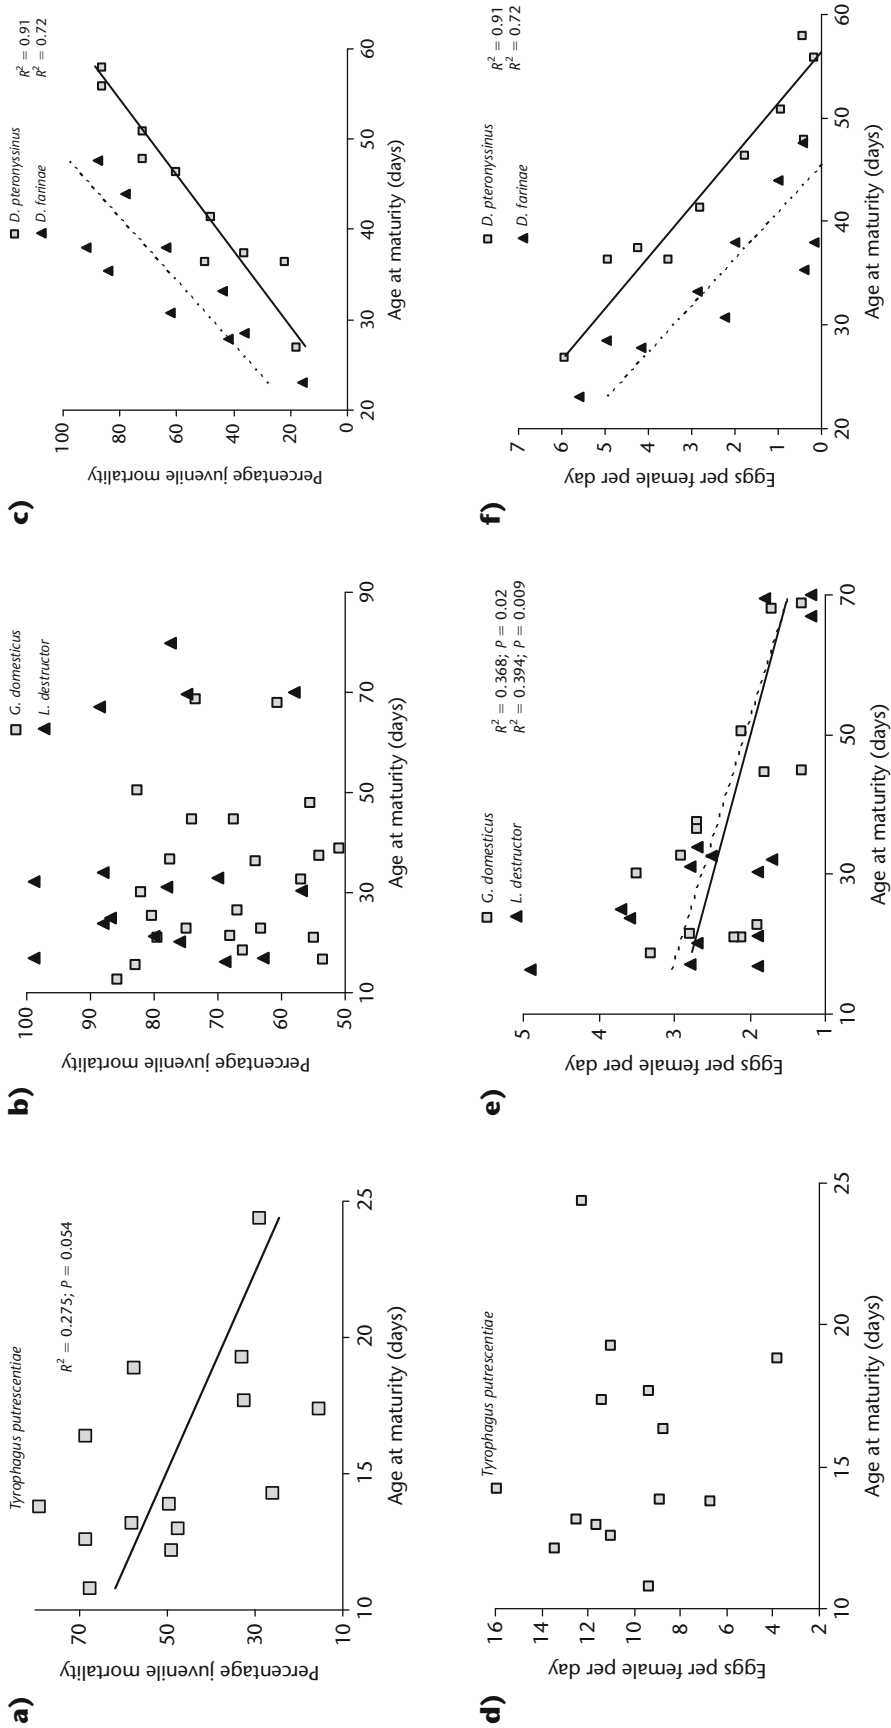 a)
Tyrophagus putrescentiae
R² = 0.275; P = 0.054
Percentage juvenile mortality
70
50
30
10
10
15
20
25
Age at maturity (days)
b)
G. domesticus
L. destructor
Percentage juvenile mortality
100
90
80
70
60
50
10
30
50
70
90
Age at maturity (days)
c)
D. pteronyssinus
D. farinae
R² = 0.91
R² = 0.72
Percentage juvenile mortality
100
80
60
40
20
0
20
30
40
50
60
Age at maturity (days)
d)
Tyrophagus putrescentiae
Eggs per female per day
16
14
12
10
8
6
4
2
10
15
20
25
Age at maturity (days)
e)
G. domesticus
L. destructor
R² = 0.368; P = 0.02
R² = 0.394; P = 0.009
Eggs per female per day
5
4
3
2
1
10
30
50
70
Age at maturity (days)
f)
D. pteronyssinus
D. farinae
R² = 0.91
R² = 0.72
Eggs per female per day
7
6
5
4
3
2
1
0
20
30
40
50
60
Age at maturity (days)